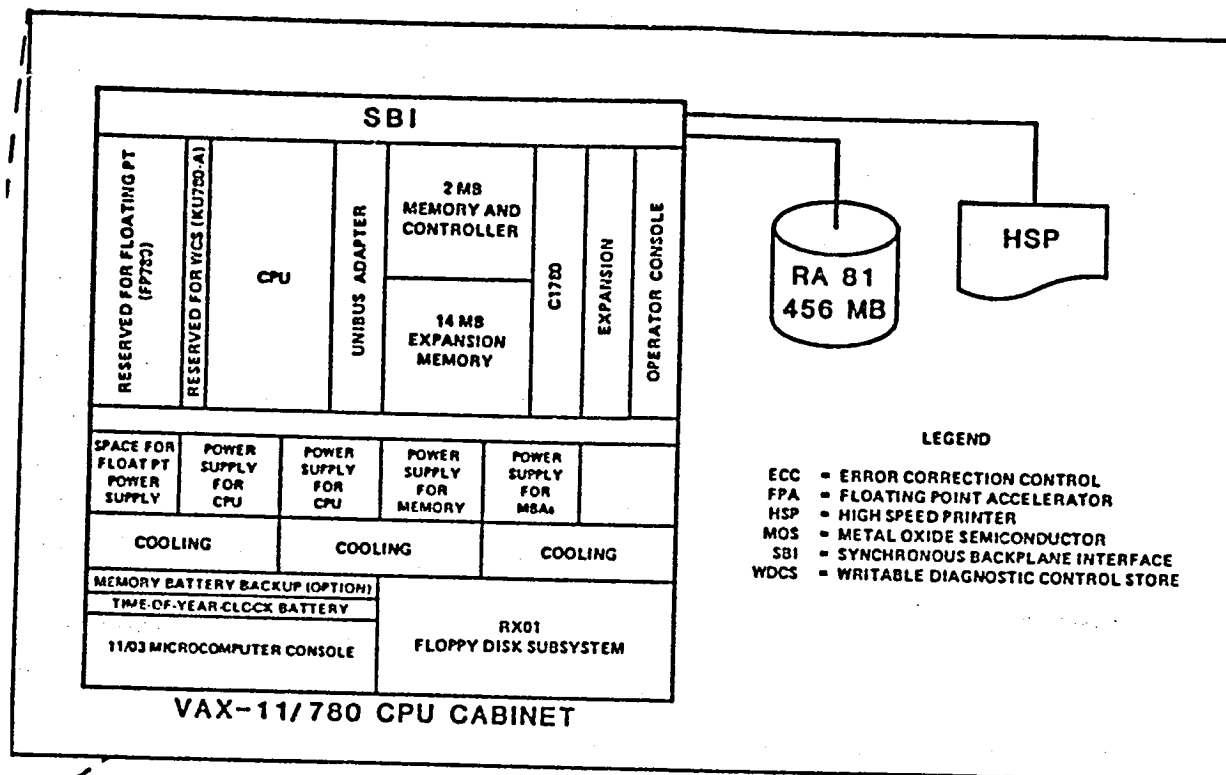 SBI
RESERVED FOR FLOATING PT
(FP780)
RESERVED FOR WCS (KU780-A)
CPU
UNIBUS ADAPTER
2 MB
MEMORY AND
CONTROLLER
14 MB
EXPANSION
MEMORY
CI780
EXPANSION
OPERATOR CONSOLE
SPACE FOR
FLOAT PT
POWER
SUPPLY
POWER
SUPPLY
FOR
CPU
POWER
SUPPLY
FOR
CPU
POWER
SUPPLY
FOR
MEMORY
POWER
SUPPLY
FOR
MBAs
COOLING
COOLING
COOLING
MEMORY BATTERY BACKUP (OPTION)
TIME-OF-YEAR-CLOCK BATTERY
11/03 MICROCOMPUTER CONSOLE
RX01
FLOPPY DISK SUBSYSTEM
VAX-11/780 CPU CABINET
RA 81
456 MB
HSP
LEGEND
ECC = ERROR CORRECTION CONTROL
FPA = FLOATING POINT ACCELERATOR
HSP = HIGH SPEED PRINTER
MOS = METAL OXIDE SEMICONDUCTOR
SBI = SYNCHRONOUS BACKPLANE INTERFACE
WDCS = WRITABLE DIAGNOSTIC CONTROL STORE